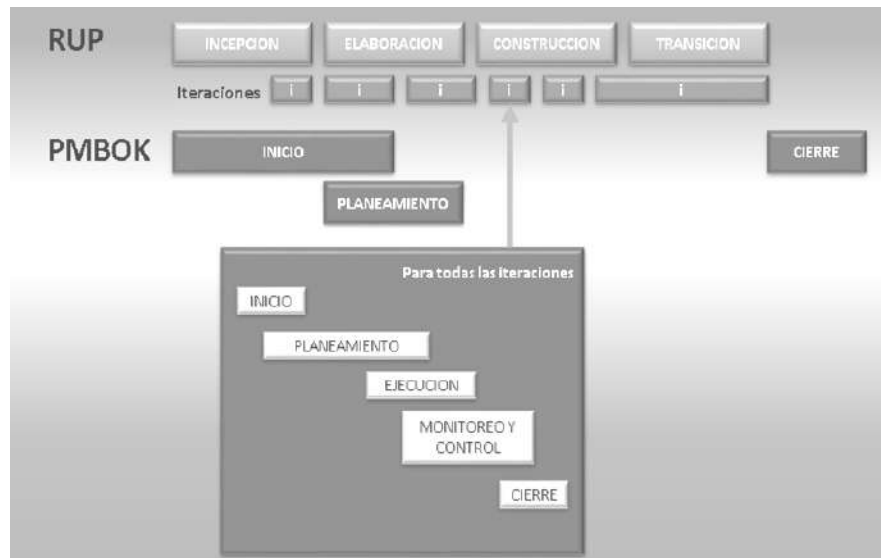 RUP
INCEPCION
ELABORACION
CONSTRUCCION
TRANSICION
Iteraciones
i
i
i
i
i
i
PMBOK
INICIO
CIERRE
PLANEAMIENTO
Para todas las iteraciones
INICIO
PLANEAMIENTO
EJECUCION
MONITOREO Y
CONTROL
CIERRE